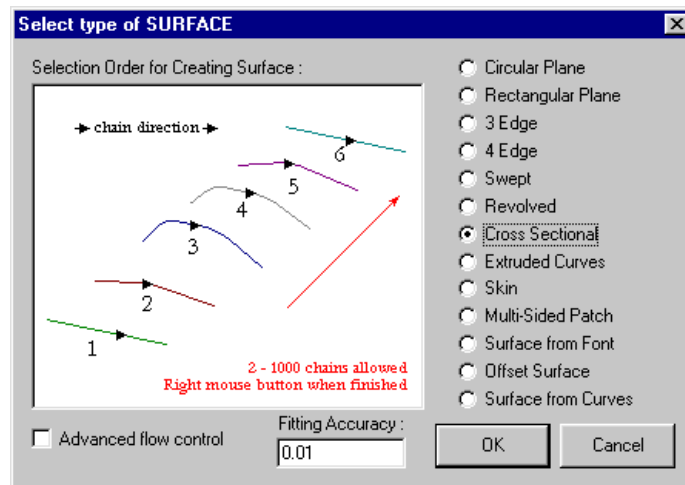 Select type of SURFACE
Selection Order for Creating Surface :
chain direction
1
2
3
4
5
6
2 - 1000 chains allowed
Right mouse button when finished
Circular Plane
Rectangular Plane
3 Edge
4 Edge
Swept
Revolved
Cross Sectional
Extruded Curves
Skin
Multi-Sided Patch
Surface from Font
Offset Surface
Surface from Curves
Advanced flow control
Fitting Accuracy :
0.01
OK
Cancel